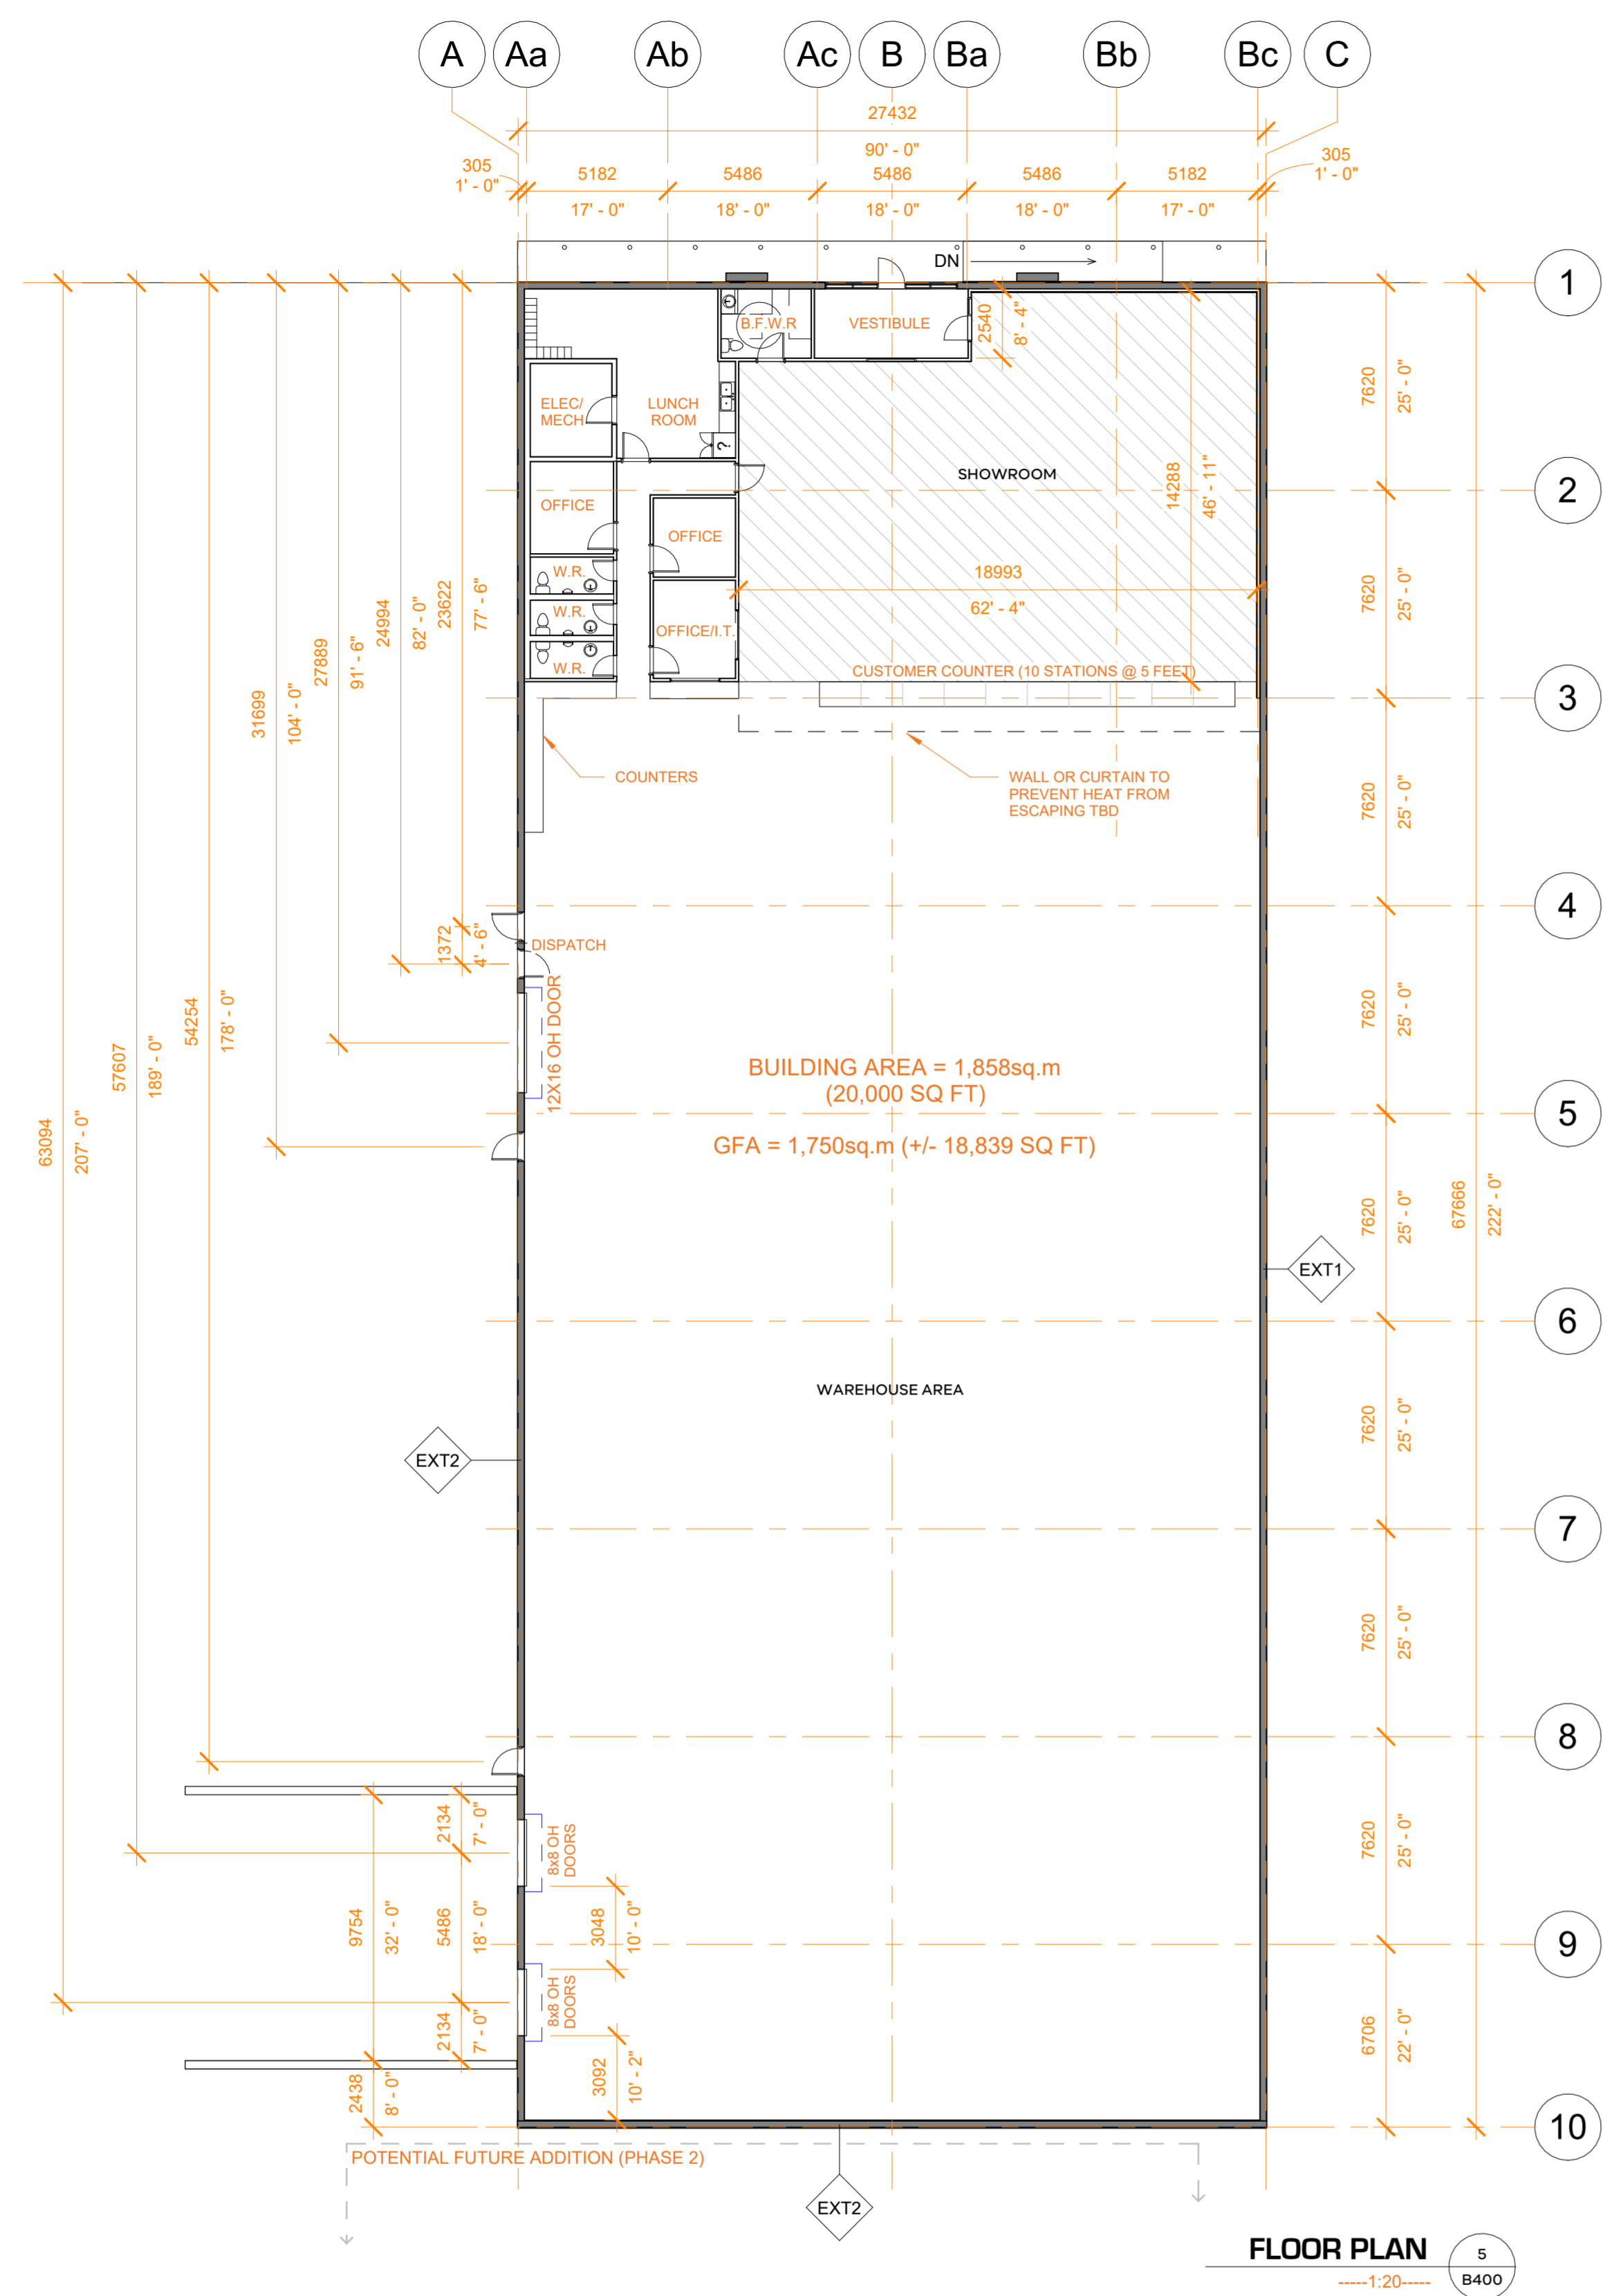 A Aa Ab Ac B Ba Bb Bc C
27432
90' - 0"
305
1' - 0"
5182
17' - 0"
5486
18' - 0"
5486
18' - 0"
5486
18' - 0"
5182
17' - 0"
305
1' - 0"
DN
1
B.F.W.R
VESTIBULE
2540
8' - 4"
7620
25' - 0"
ELEC/
MECH
LUNCH
ROOM
?
SHOWROOM
14288
46' - 11"
2
OFFICE
OFFICE
W.R.
W.R.
W.R.
OFFICE/I.T.
18993
62' - 4"
7620
25' - 0"
CUSTOMER COUNTER (10 STATIONS @ 5 FEET)
3
23622
77' - 6"
24994
82' - 0"
27889
91' - 6"
31699
104' - 0"
COUNTERS
WALL OR CURTAIN TO
PREVENT HEAT FROM
ESCAPING TBD
7620
25' - 0"
4
1372
4' - 6"
DISPATCH
12X16 OH DOOR
54254
178' - 0"
57607
189' - 0"
63094
207' - 0"
7620
25' - 0"
BUILDING AREA = 1,858sq.m
(20,000 SQ FT)
5
GFA = 1,750sq.m (+/- 18,839 SQ FT)
7620
25' - 0"
67666
222' - 0"
EXT1
6
WAREHOUSE AREA
7620
25' - 0"
EXT2
7
7620
25' - 0"
8
2134
7' - 0"
8x8 OH
DOORS
7620
25' - 0"
9754
32' - 0"
5486
18' - 0"
3048
10' - 0"
9
8x8 OH
DOORS
2134
7' - 0"
6706
22' - 0"
2438
8' - 0"
3092
10' - 2"
10
POTENTIAL FUTURE ADDITION (PHASE 2)
EXT2
FLOOR PLAN
5
B400
-----1:20-----